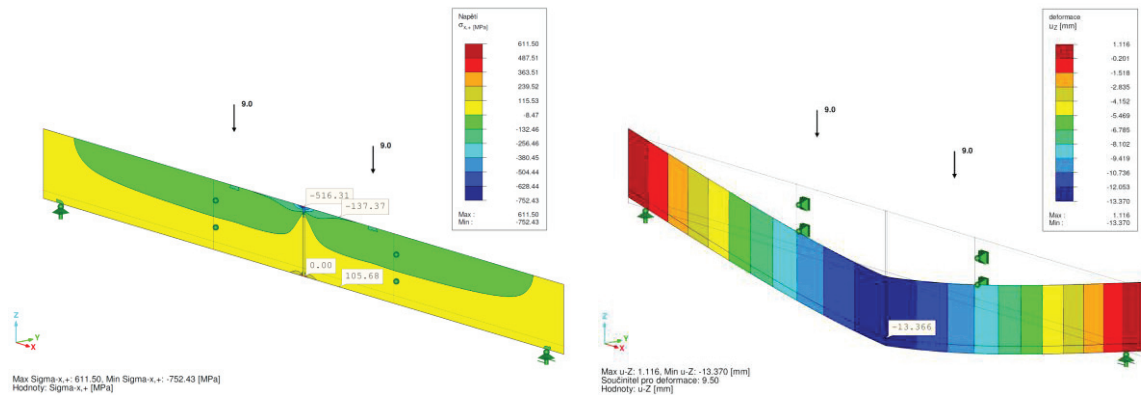 Napětí
σx,+ [MPa]
611.50
487.51
363.51
239.52
115.53
-8.47
-132.46
-256.46
-380.45
-504.44
-628.44
-752.43
Max : 611.50
Min : -752.43
9.0
9.0
-516.31
-137.37
0.00
105.68
Z
Y
X
Max Sigma-x,+: 611.50, Min Sigma-x,+: -752.43 [MPa]
Hodnoty: Sigma-x,+ [MPa]
deformace
uZ [mm]
1.116
-0.201
-1.518
-2.835
-4.152
-5.469
-6.785
-8.102
-9.419
-10.736
-12.053
-13.370
Max : 1.116
Min : -13.370
9.0
9.0
-13.366
Z
Y
X
Max u-Z: 1.116, Min u-Z: -13.370 [mm]
Součinitel pro deformace: 9.50
Hodnoty: u-Z [mm]